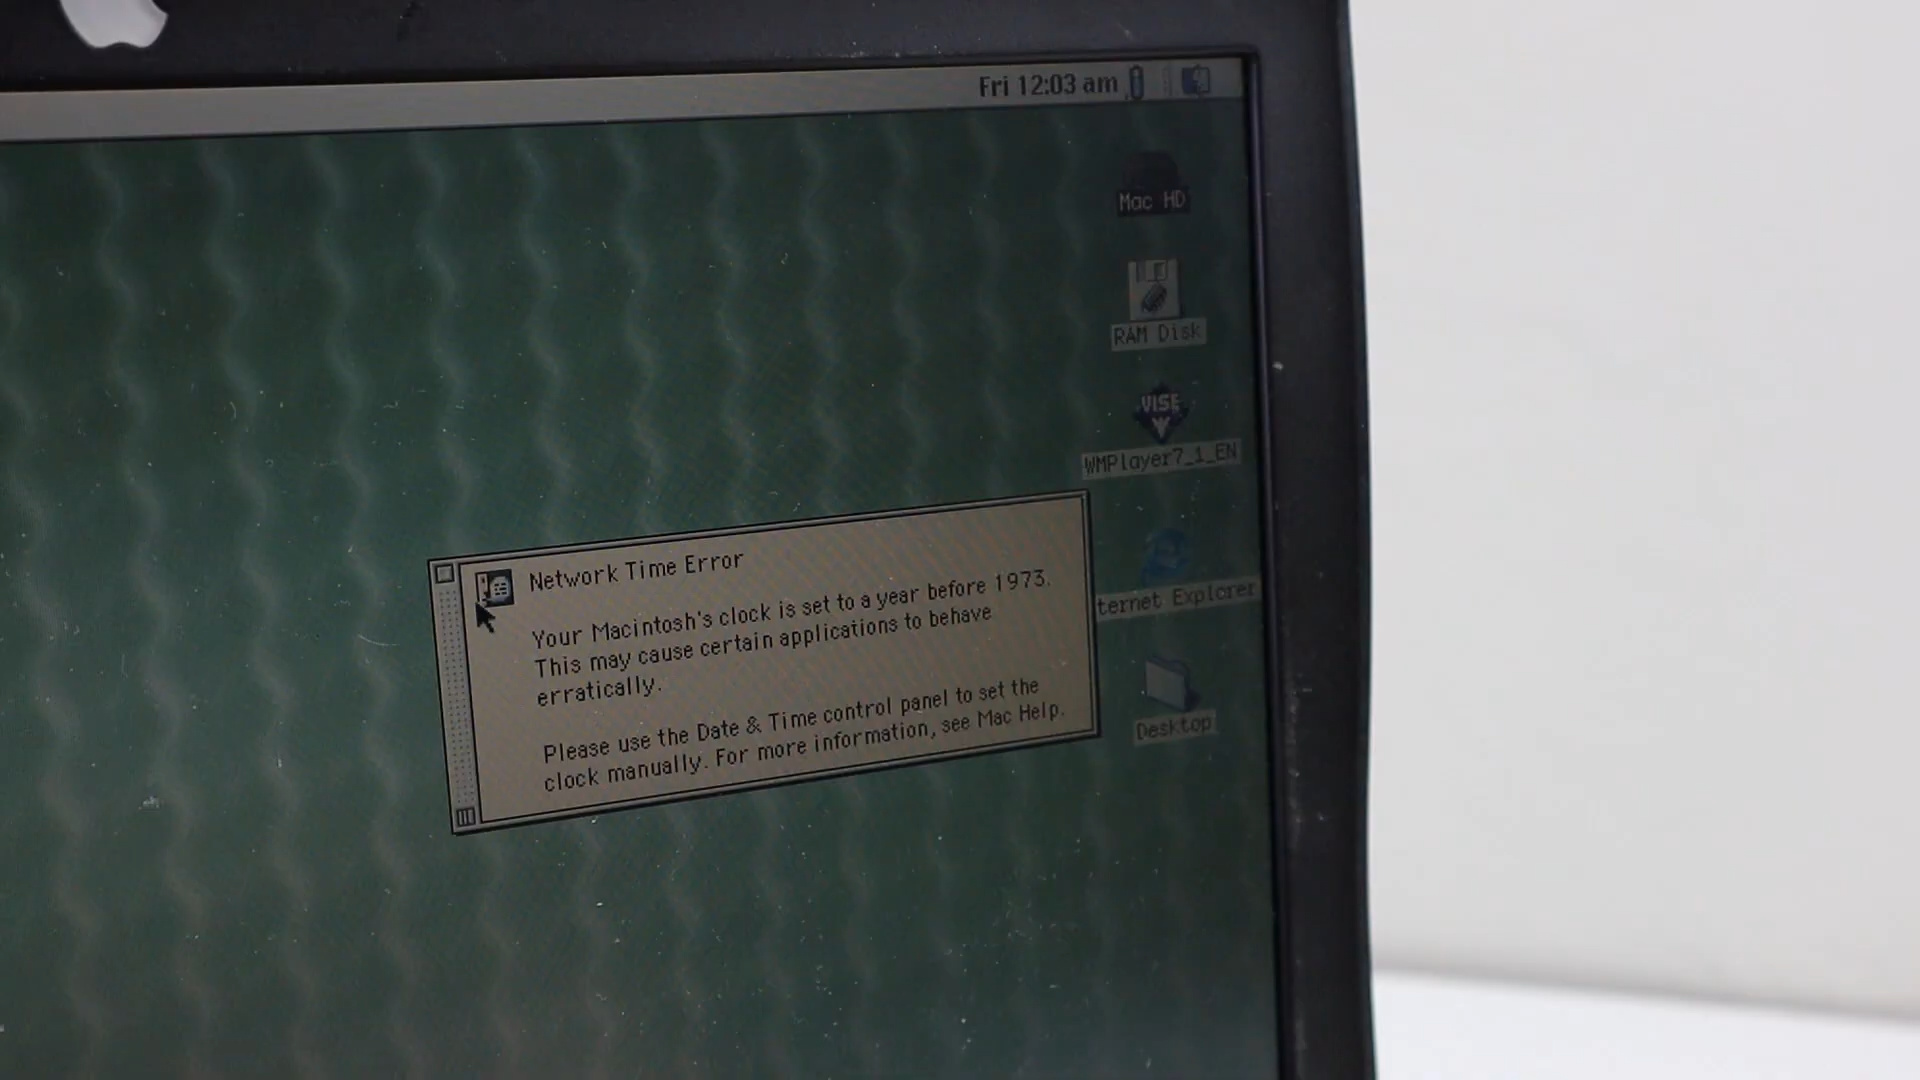 Fri 12:03 am
Mac HD
RAM Disk
VISE
WMPlayer7_1_EN
Network Time Error
Your Macintosh's clock is set to a year before 1973.
This may cause certain applications to behave
erratically.
Please use the Date & Time control panel to set the
clock manually. For more information, see Mac Help.
ternet Explorer
Desktop